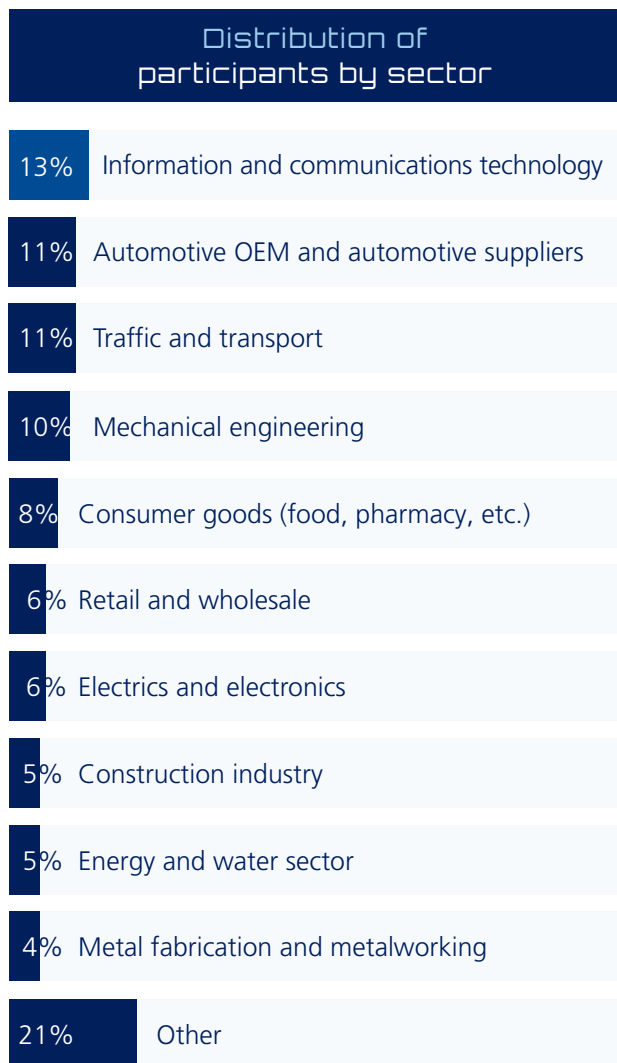 Distribution of
participants by sector
13% Information and communications technology
11% Automotive OEM and automotive suppliers
11% Traffic and transport
10% Mechanical engineering
8% Consumer goods (food, pharmacy, etc.)
6% Retail and wholesale
6% Electrics and electronics
5% Construction industry
5% Energy and water sector
4% Metal fabrication and metalworking
21% Other